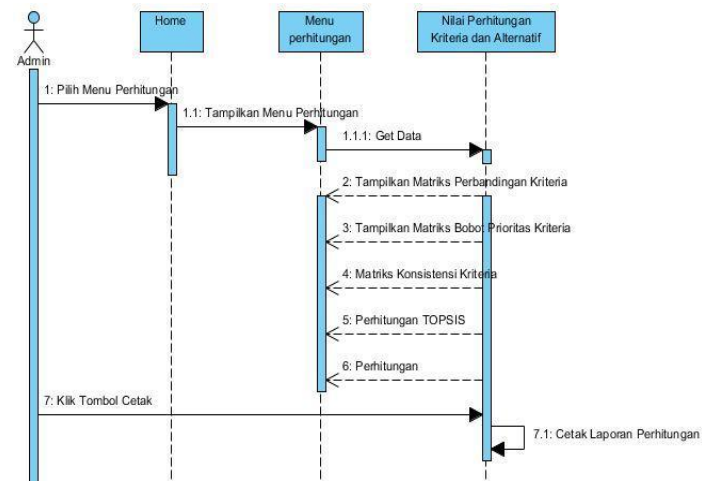 Home
Menu
perhitungan
Nilai Perhitungan
Kriteria dan Alternatif
Admin
1: Pilih Menu Perhitungan
1.1: Tampilkan Menu Perhitungan
1.1.1: Get Data
2: Tampilkan Matriks Perbandingan Kriteria
3: Tampilkan Matriks Bobot Prioritas Kriteria
4: Matriks Konsistensi Kriteria
5: Perhitungan TOPSIS
6: Perhitungan
7: Klik Tombol Cetak
7.1: Cetak Laporan Perhitungan